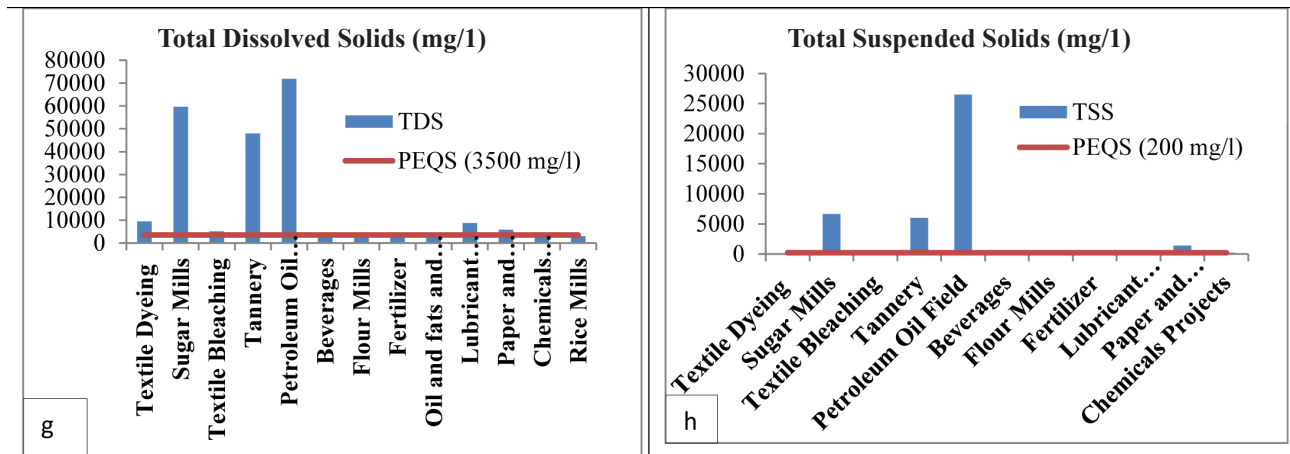 Total Dissolved Solids (mg/1)
80000
70000
60000
50000
40000
30000
20000
10000
0
TDS
PEQS (3500 mg/l)
Textile Dyeing
Sugar Mills
Textile Bleaching
Tannery
Petroleum Oil…
Beverages
Flour Mills
Fertilizer
Oil and fats and…
Lubricant…
Paper and…
Chemicals…
Rice Mills
g
Total Suspended Solids (mg/1)
30000
25000
20000
15000
10000
5000
0
TSS
PEQS (200 mg/l)
Textile Dyeing
Sugar Mills
Textile Bleaching
Tannery
Petroleum Oil Field
Beverages
Flour Mills
Fertilizer
Lubricant…
Paper and…
Chemicals Projects
h